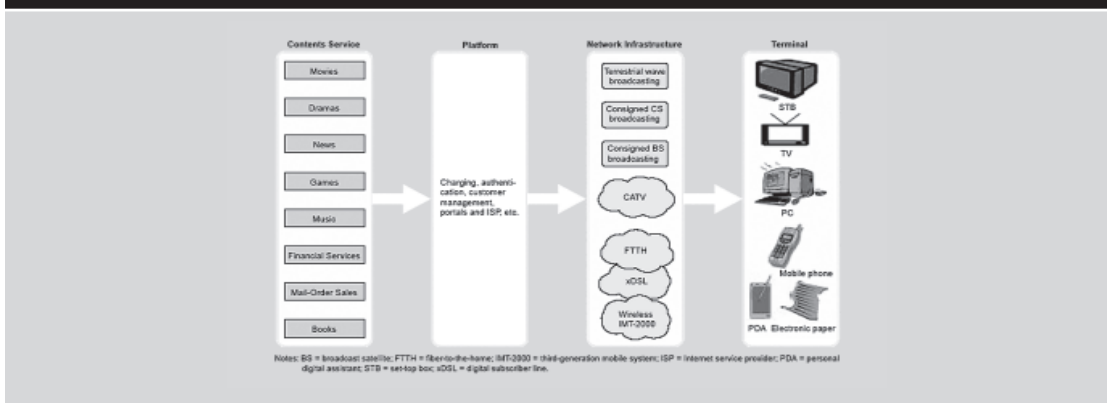 Contents Service
Movies
Dramas
News
Games
Music
Financial Services
Mail-Order Sales
Books
Platform
Charging, authenti-
cation, customer
management,
portals and ISP, etc.
Network Infrastructure
Terrestrial wave
broadcasting
Consigned CS
broadcasting
Consigned BS
broadcasting
CATV
FTTH
xDSL
Wireless
IMT-2000
Terminal
STB
TV
PC
Mobile phone
PDA Electronic paper
Notes: BS = broadcast satellite; FTTH = fiber-to-the-home; IMT-2000 = third-generation mobile system; ISP = Internet service provider; PDA = personal
digital assistant; STB = set-top box; xDSL = digital subscriber line.